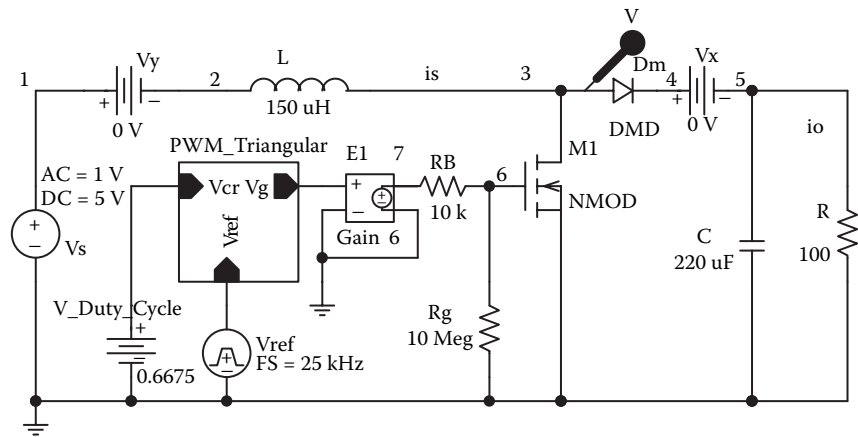 V
Vy
L
Vx
1
2
is
3
Dm
4
5
+
−
150 uH
+
−
0 V
0 V
DMD
io
PWM_Triangular
E1
7
RB
M1
AC = 1 V
DC = 5 V
Vcr Vg
+
−
+
−
6
10 k
NMOD
Vref
Gain 6
+
−
Vs
C
220 uF
R
100
V_Duty_Cycle
Rg
10 Meg
+
−
0.6675
Vref
FS = 25 kHz
+
−